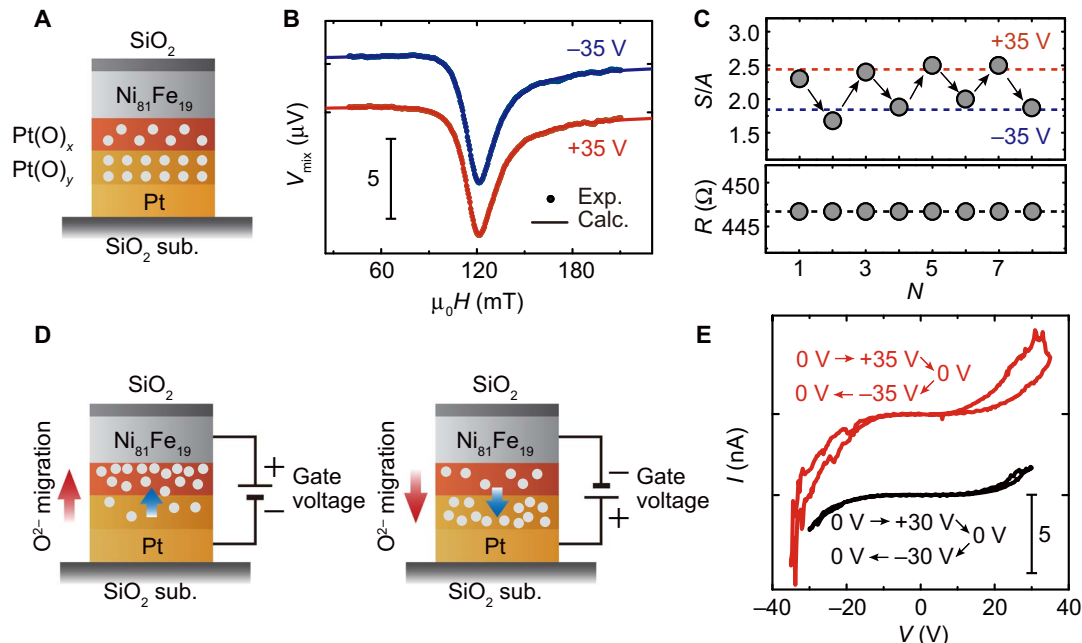 A
SiO2
Ni81Fe19
Pt(O)x
Pt(O)y
Pt
SiO2 sub.
B
Vmix (μV)
–35 V
+35 V
5
Exp.
Calc.
60 120 180
μ0H (mT)
C
S/A
3.0
2.5
2.0
1.5
+35 V
–35 V
R (Ω)
450
445
1 3 5 7
N
D
SiO2
Ni81Fe19
O2– migration
+
–
Gate
voltage
Pt
SiO2 sub.
SiO2
Ni81Fe19
O2– migration
–
+
Gate
voltage
Pt
SiO2 sub.
E
I (nA)
0 V → +35 V
0 V
0 V ← –35 V
0 V → +30 V
0 V
0 V ← –30 V
5
–40 –20 0 20 40
V (V)